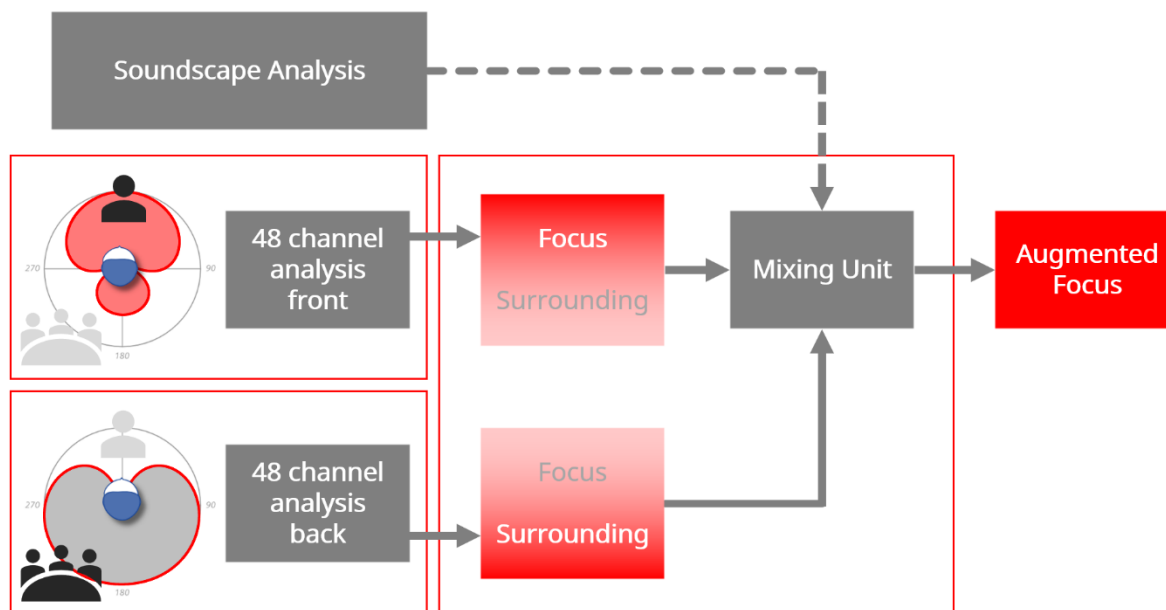 Soundscape Analysis
270
90
180
48 channel
analysis
front
Focus
Surrounding
Mixing Unit
Augmented
Focus
270
90
180
48 channel
analysis
back
Focus
Surrounding